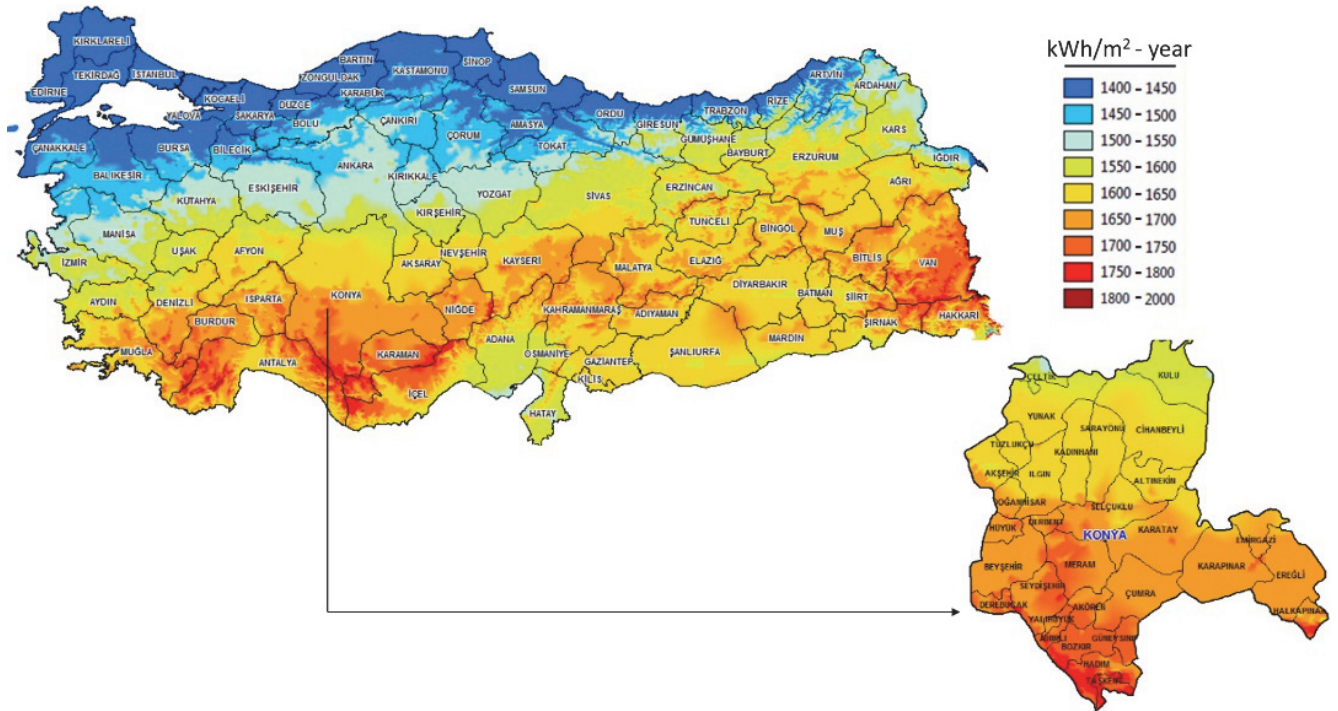 KIRKLARELİ
TEKİRDAĞ
İSTANBUL
EDİRNE
KOCAELİ
YALOVA
SAKARYA
DÜZCE
BOLU
ZONGULDAK
BARTIN
KARABÜK
KASTAMONU
SİNOP
SAMSUN
ÇANKIRI
ÇORUM
AMASYA
TOKAT
ORDU
GİRESUN
TRABZON
RİZE
ARTVİN
ARDAHAN
KARS
GÜMÜŞHANE
BAYBURT
ERZURUM
IĞDIR
AĞRI
ÇANAKKALE
BURSA
BİLECİK
BALIKEŞİR
KÜTAHYA
ESKİŞEHİR
ANKARA
KIRIKKALE
YOZGAT
KIRŞEHİR
SİVAS
ERZİNCAN
TUNCELİ
BİNGÖL
MUŞ
BİTLİS
VAN
MANİSA
İZMİR
UŞAK
AFYON
AKSARAY
NEVŞEHİR
KAYSERİ
MALATYA
ELAZIĞ
DİYARBAKIR
BATMAN
SİİRT
ŞIRNAK
HAKKARİ
AYDIN
DENİZLİ
ISPARTA
BURDUR
KONYA
NİĞDE
KAHRAMANMARAŞ
ADIYAMAN
MARDİN
ŞANLIURFA
MUĞLA
ANTALYA
KARAMAN
İÇEL
ADANA
OSMANİYE
GAZİANTEP
KİLİS
HATAY
kWh/m² - year
1400 - 1450
1450 - 1500
1500 - 1550
1550 - 1600
1600 - 1650
1650 - 1700
1700 - 1750
1750 - 1800
1800 - 2000
ÇELTİK
KULU
YUNAK
SARAYONU
CİHANBEYLİ
TUZLUKÇU
KADINHANI
AKŞEHİR
ILGIN
ALTINEKİN
DOĞANHİSAR
SELÇUKLU
HÜYÜK
DERBENT
KONYA
KARATAY
EMİRGAZİ
BEYŞEHİR
MERAM
KARAPINAR
EREĞLİ
SEYDİŞEHİR
ÇUMRA
DEREBUCAK
AKÖREN
HALKAPINAR
YALIHÜYÜK
AHIRLI
BOZKIR
GÜNEYSINIR
HADIM
TAŞKENT